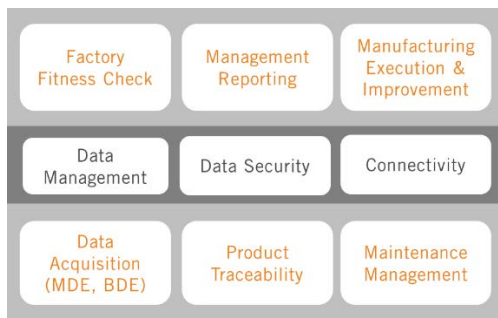 Factory
Fitness Check
Management
Reporting
Manufacturing
Execution &
Improvement
Data
Management
Data Security
Connectivity
Data
Acquisition
(MDE, BDE)
Product
Traceability
Maintenance
Management